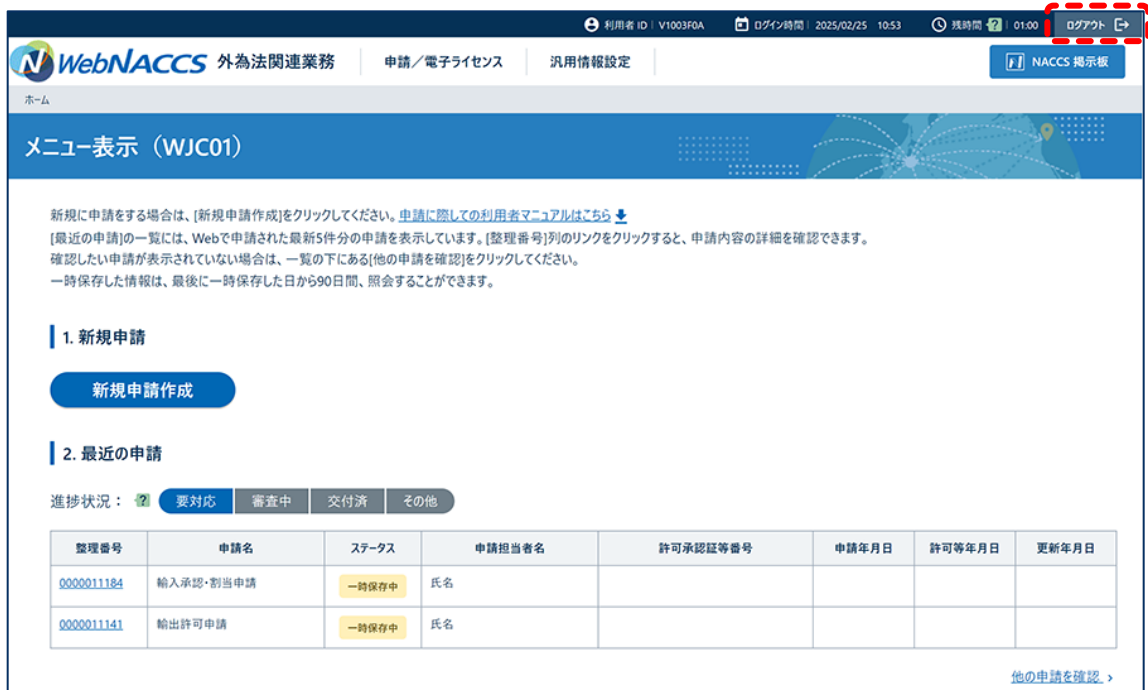 利用者 ID | V1003F0A ログイン時間 | 2025/02/25 10:53 残時間 ? | 01:00 ログアウト
WebNACCS 外為法関連業務 申請／電子ライセンス 汎用情報設定 NACCS 掲示板
ホーム
メニュー表示（WJC01）
新規に申請をする場合は、[新規申請作成]をクリックしてください。申請に際しての利用者マニュアルはこちら
[最近の申請]の一覧には、Webで申請された最新5件分の申請を表示しています。[整理番号]列のリンクをクリックすると、申請内容の詳細を確認できます。
確認したい申請が表示されていない場合は、一覧の下にある[他の申請を確認]をクリックしてください。
一時保存した情報は、最後に一時保存した日から90日間、照会することができます。
1. 新規申請
新規申請作成
2. 最近の申請
進捗状況： ? 要対応 審査中 交付済 その他
整理番号 申請名 ステータス 申請担当者名 許可承認証等番号 申請年月日 許可等年月日 更新年月日
0000011184 輸入承認・割当申請 一時保存中 氏名
0000011141 輸出許可申請 一時保存中 氏名
他の申請を確認 ›